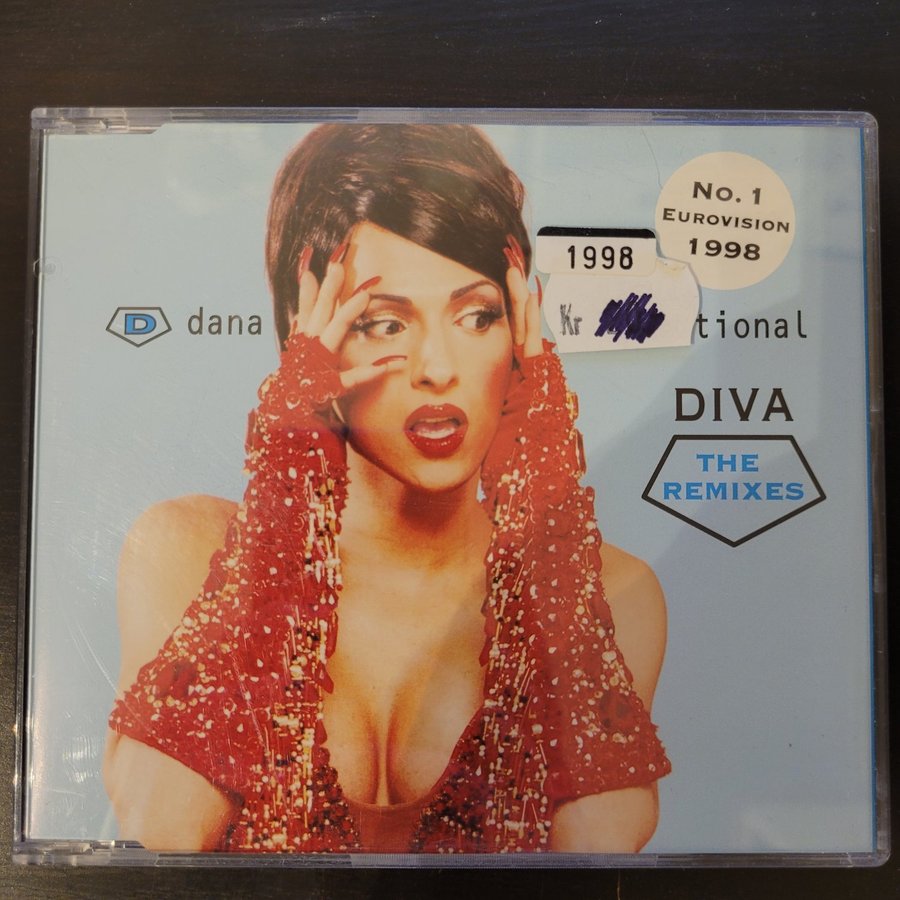 No. 1
EUROVISION
1998
1998
Kr
D dana
tional
DIVA
THE
REMIXES